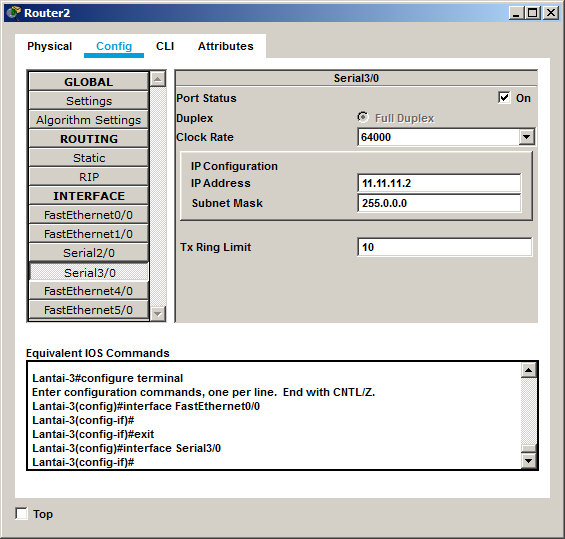 Router2
Physical Config CLI Attributes
GLOBAL
Settings
Algorithm Settings
ROUTING
Static
RIP
INTERFACE
FastEthernet0/0
FastEthernet1/0
Serial2/0
Serial3/0
FastEthernet4/0
FastEthernet5/0
Serial3/0
Port Status On
Duplex Full Duplex
Clock Rate 64000
IP Configuration
IP Address 11.11.11.2
Subnet Mask 255.0.0.0
Tx Ring Limit 10
Equivalent IOS Commands
Lantai-3#configure terminal
Enter configuration commands, one per line. End with CNTL/Z.
Lantai-3(config)#interface FastEthernet0/0
Lantai-3(config-if)#
Lantai-3(config-if)#exit
Lantai-3(config)#interface Serial3/0
Lantai-3(config-if)#
Top